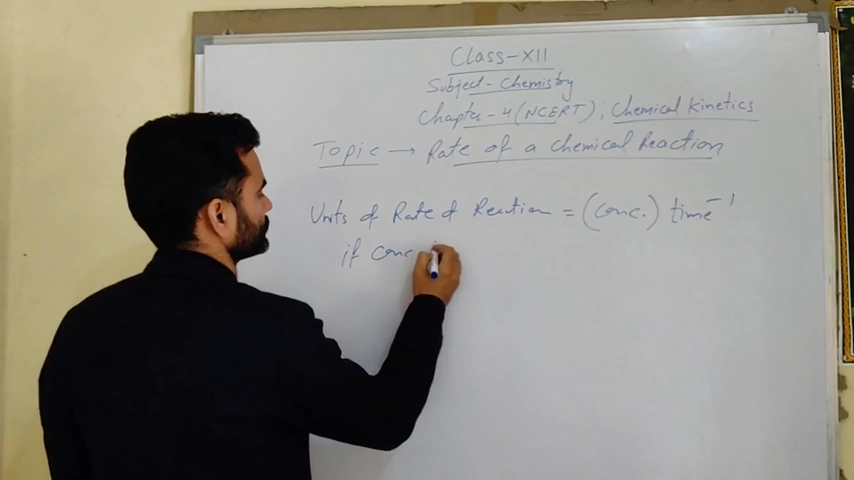 Class-XII
Subject- Chemistry
Chapter-4(NCERT), Chemical Kinetics
Topic → Rate of a chemical Reaction
Units of Rate of Reaction = (conc.) time⁻¹
if conc